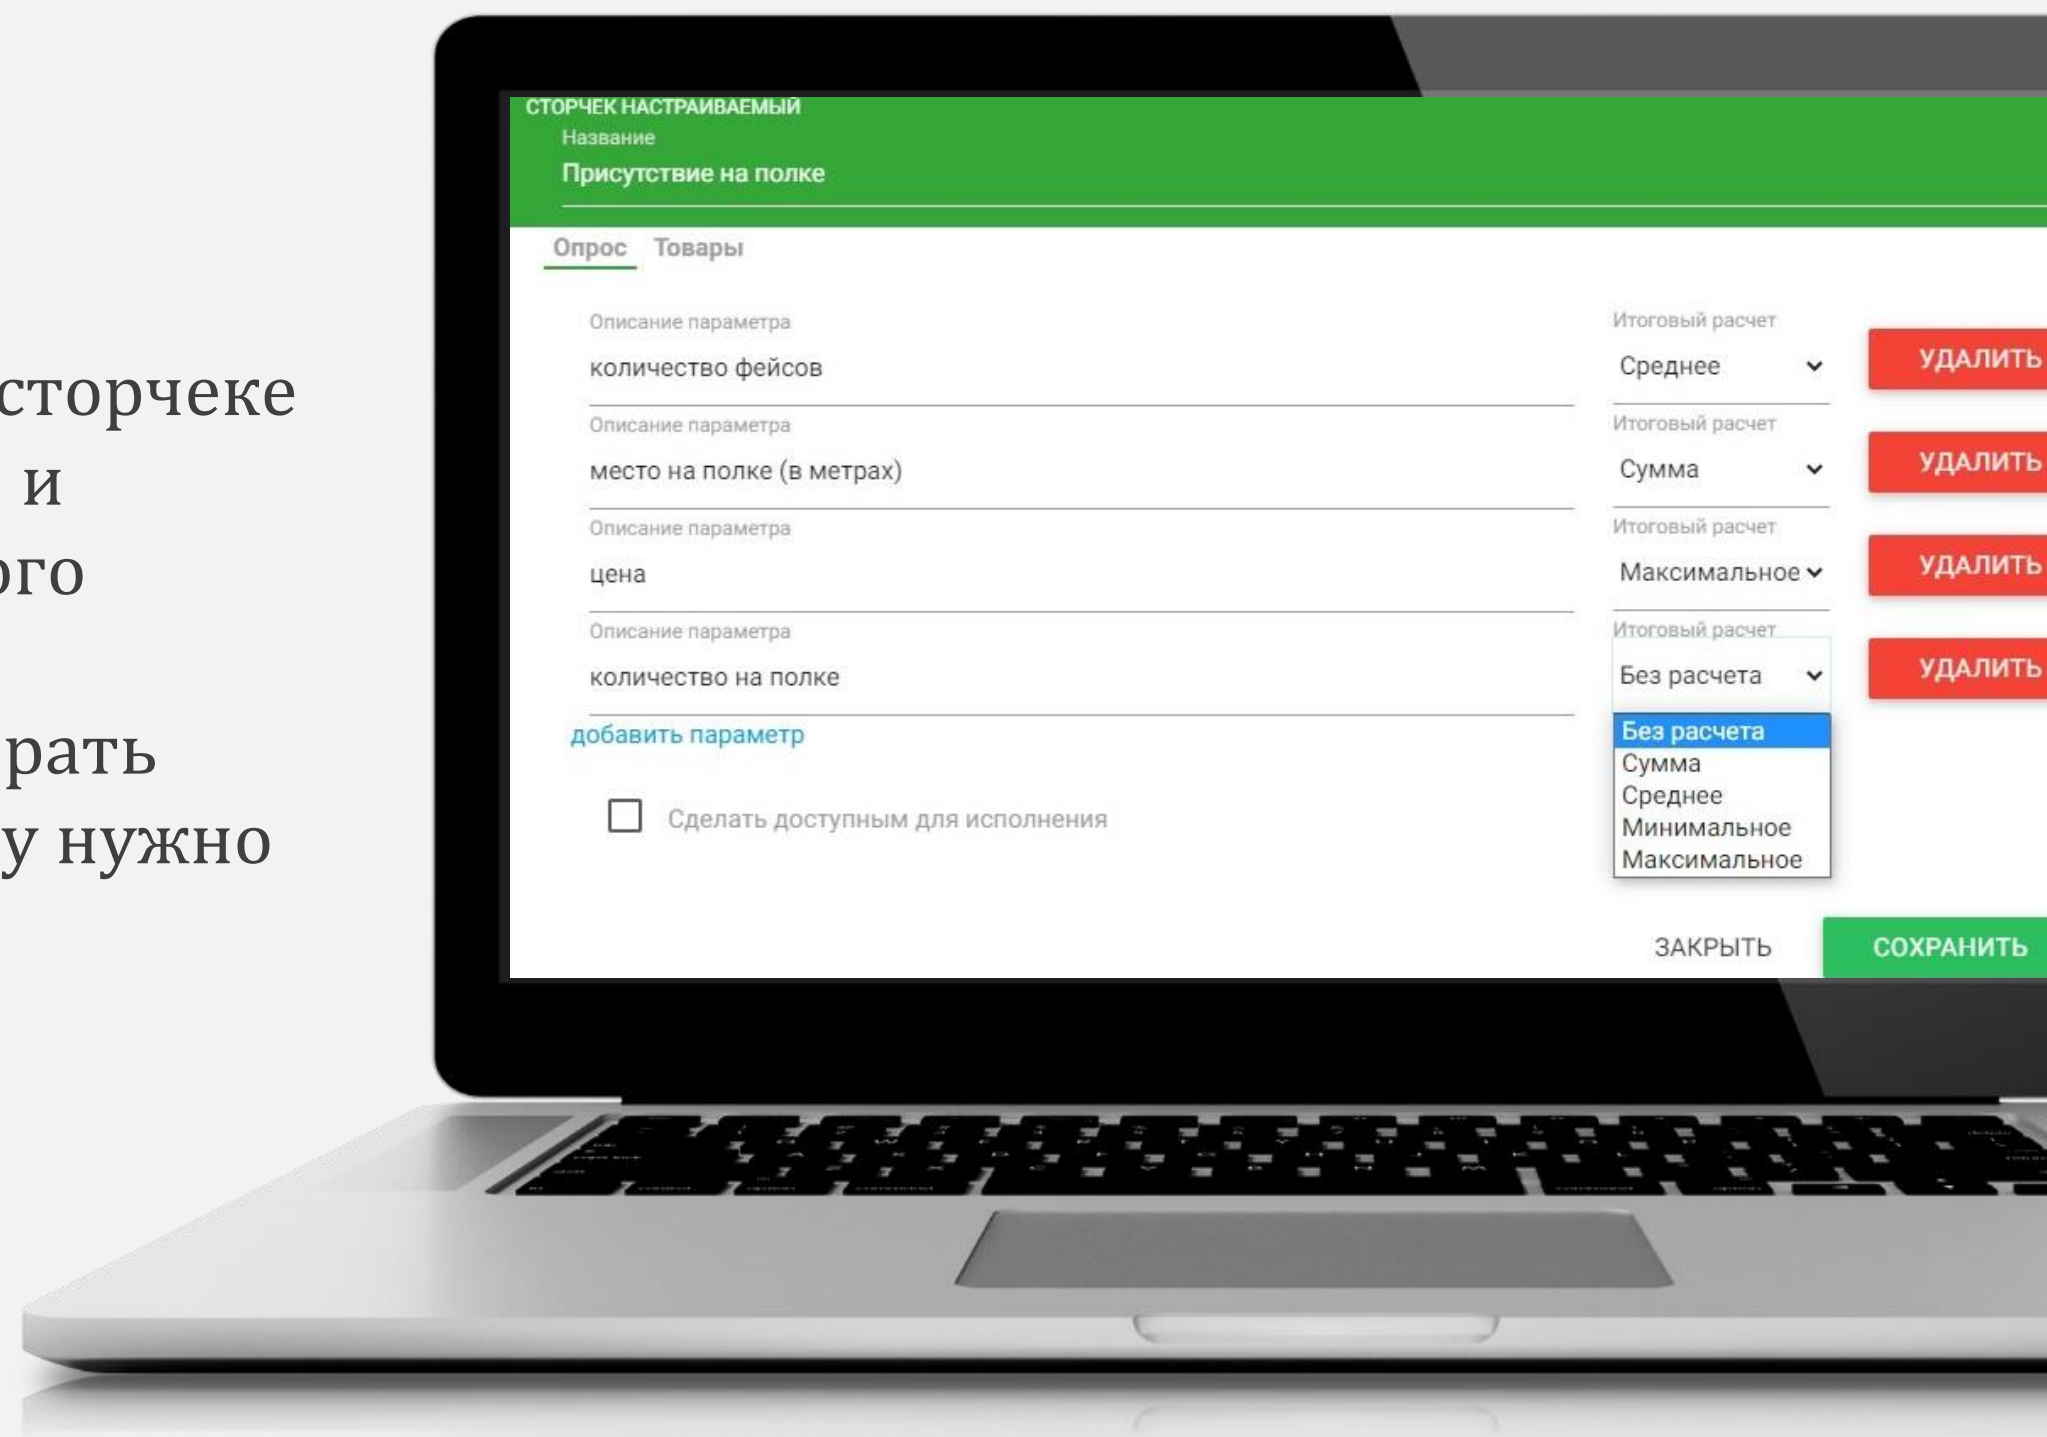 сторчеке
и
ого
рать
у нужно
СТОРЧЕК НАСТРАИВАЕМЫЙ
Название
Присутствие на полке
Опрос Товары
Описание параметра Итоговый расчет
количество фейсов Среднее УДАЛИТЬ
Описание параметра Итоговый расчет
место на полке (в метрах) Сумма УДАЛИТЬ
Описание параметра Итоговый расчет
цена Максимальное УДАЛИТЬ
Описание параметра Итоговый расчет
количество на полке Без расчета УДАЛИТЬ
добавить параметр
Без расчета
Сумма
Среднее
Минимальное
Максимальное
Сделать доступным для исполнения
ЗАКРЫТЬ СОХРАНИТЬ